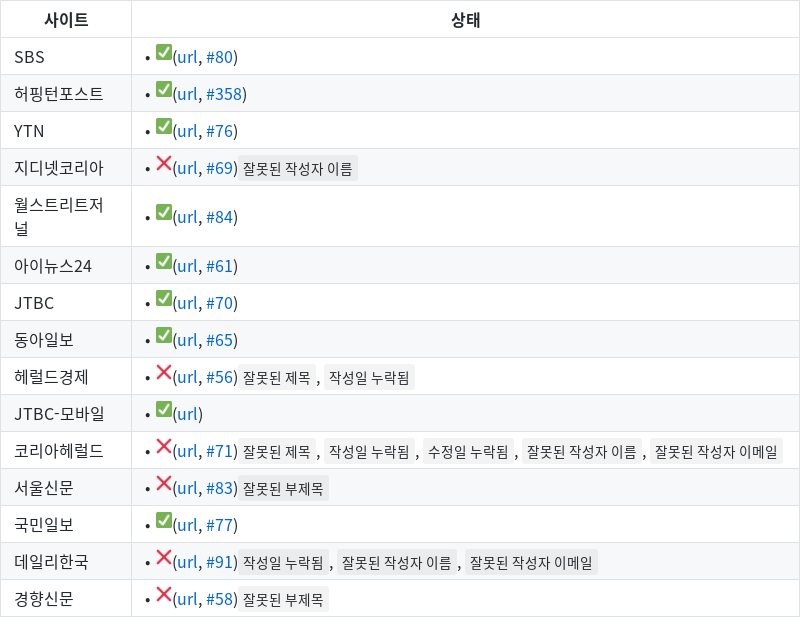 사이트 상태
SBS • ✅(url, #80)
허핑턴포스트 • ✅(url, #358)
YTN • ✅(url, #76)
지디넷코리아 • ❌(url, #69) 잘못된 작성자 이름
월스트리트저
널 • ✅(url, #84)
아이뉴스24 • ✅(url, #61)
JTBC • ✅(url, #70)
동아일보 • ✅(url, #65)
헤럴드경제 • ❌(url, #56) 잘못된 제목 , 작성일 누락됨
JTBC-모바일 • ✅(url)
코리아헤럴드 • ❌(url, #71) 잘못된 제목 , 작성일 누락됨 , 수정일 누락됨 , 잘못된 작성자 이름 , 잘못된 작성자 이메일
서울신문 • ❌(url, #83) 잘못된 부제목
국민일보 • ✅(url, #77)
데일리한국 • ❌(url, #91) 작성일 누락됨 , 잘못된 작성자 이름 , 잘못된 작성자 이메일
경향신문 • ❌(url, #58) 잘못된 부제목